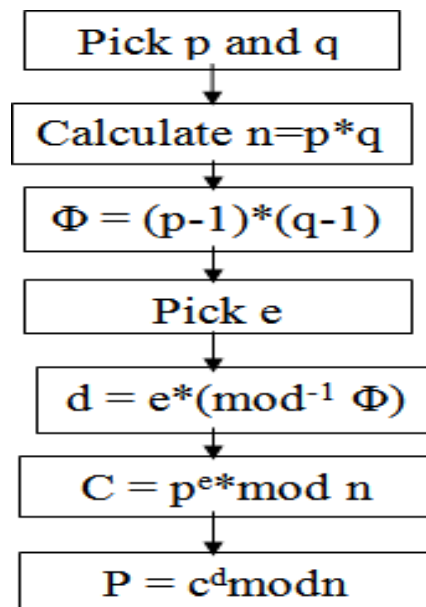 Pick p and q
Calculate n=p*q
Φ = (p-1)*(q-1)
Pick e
d = e*(mod⁻¹ Φ)
C = pᵉ*mod n
P = cᵈmodn